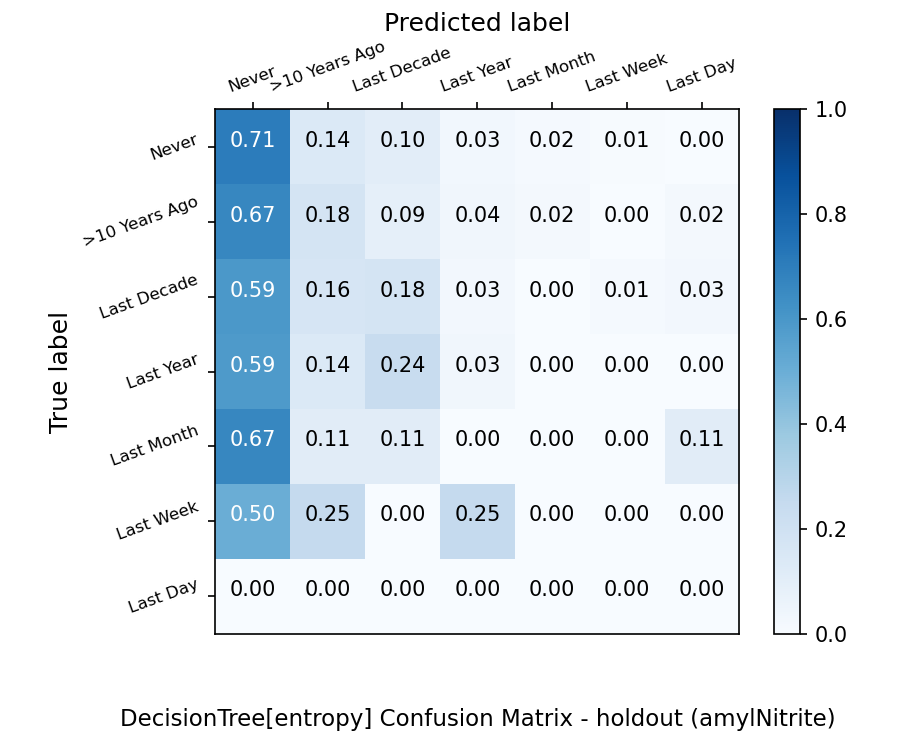 Predicted label
Never >10 Years Ago Last Decade Last Year Last Month Last Week Last Day
True label
Never 0.71 0.14 0.10 0.03 0.02 0.01 0.00
>10 Years Ago 0.67 0.18 0.09 0.04 0.02 0.00 0.02
Last Decade 0.59 0.16 0.18 0.03 0.00 0.01 0.03
Last Year 0.59 0.14 0.24 0.03 0.00 0.00 0.00
Last Month 0.67 0.11 0.11 0.00 0.00 0.00 0.11
Last Week 0.50 0.25 0.00 0.25 0.00 0.00 0.00
Last Day 0.00 0.00 0.00 0.00 0.00 0.00 0.00
1.0
0.8
0.6
0.4
0.2
0.0
DecisionTree[entropy] Confusion Matrix - holdout (amylNitrite)